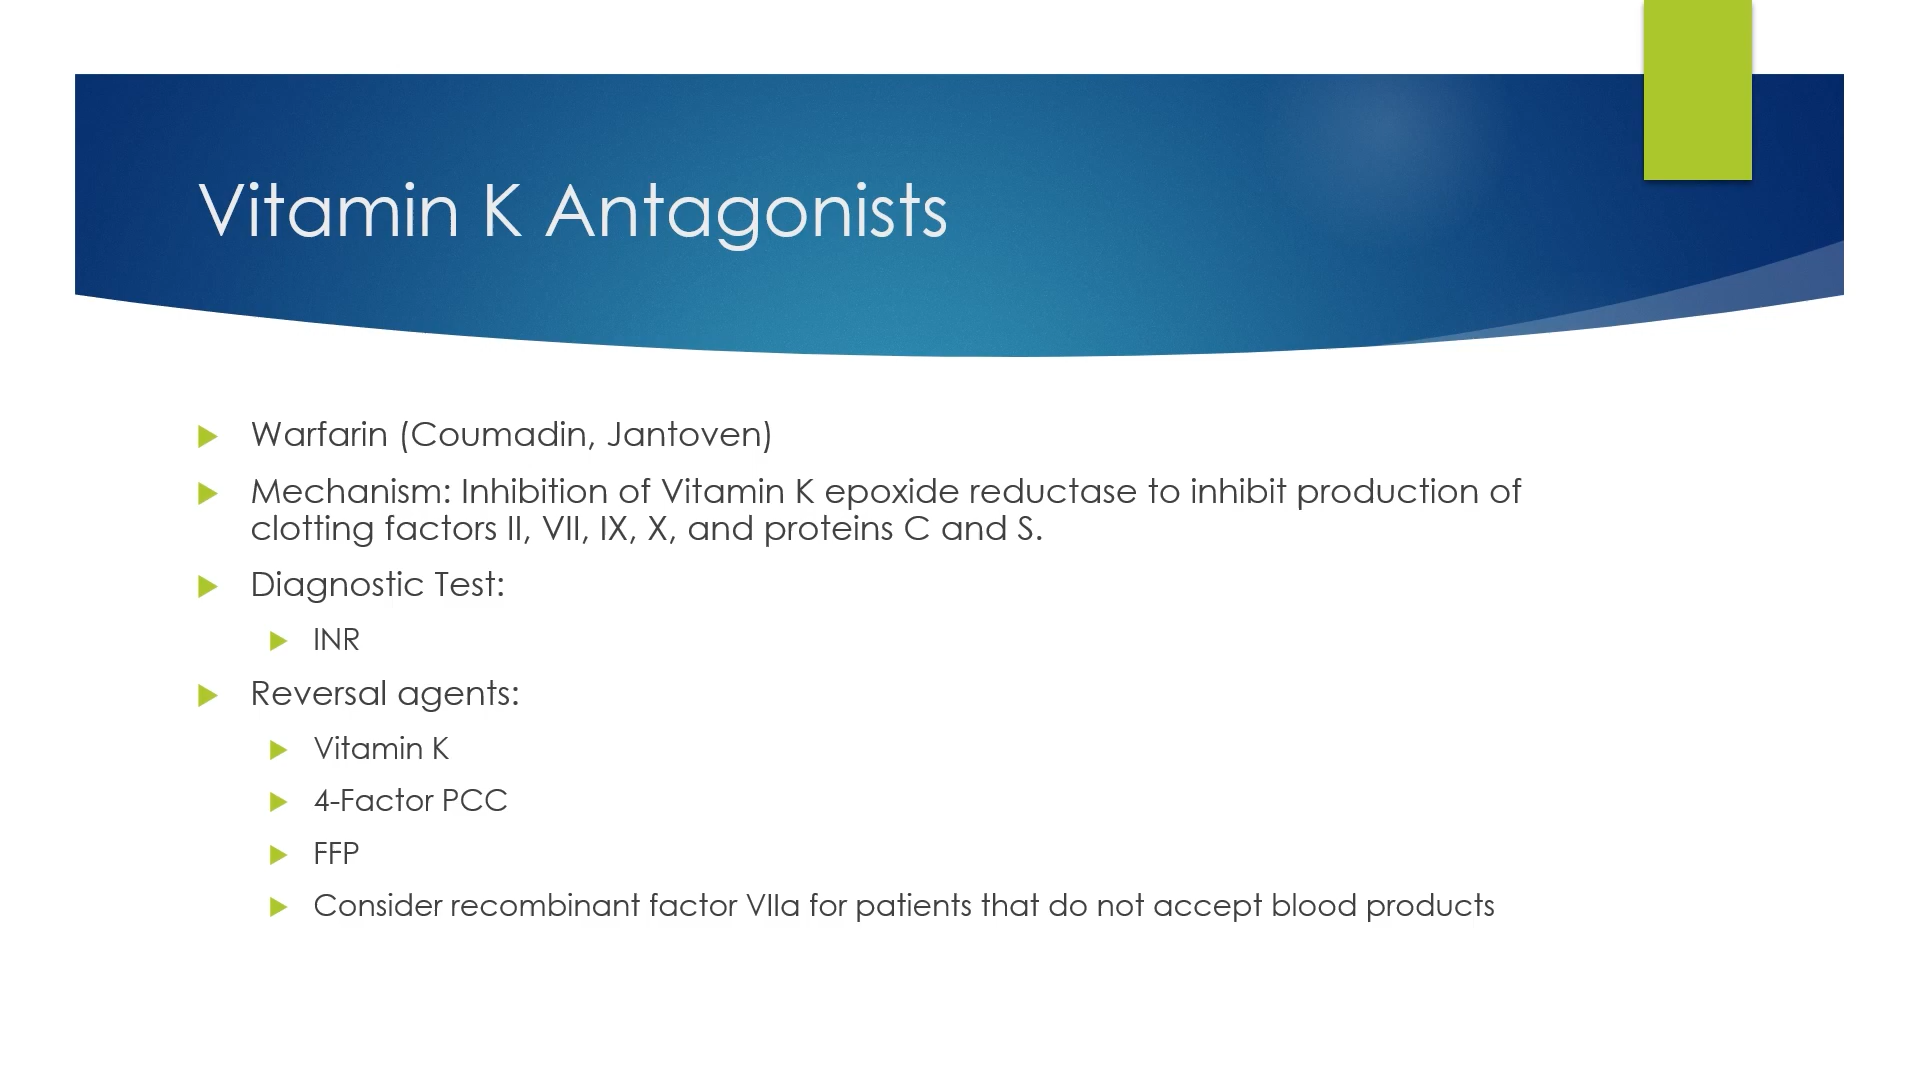 Vitamin K Antagonists
Warfarin (Coumadin, Jantoven)
Mechanism: Inhibition of Vitamin K epoxide reductase to inhibit production of
clotting factors II, VII, IX, X, and proteins C and S.
Diagnostic Test:
INR
Reversal agents:
Vitamin K
4-Factor PCC
FFP
Consider recombinant factor VIIa for patients that do not accept blood products